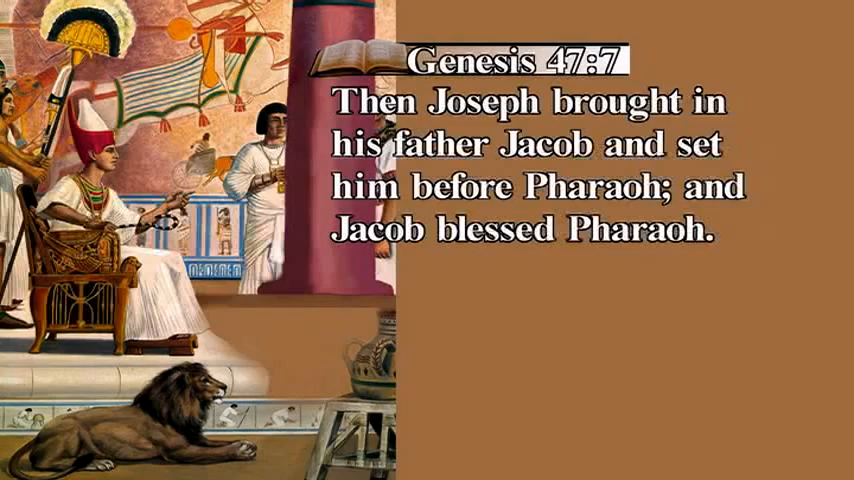 Genesis 47:7
Then Joseph brought in
his father Jacob and set
him before Pharaoh; and
Jacob blessed Pharaoh.